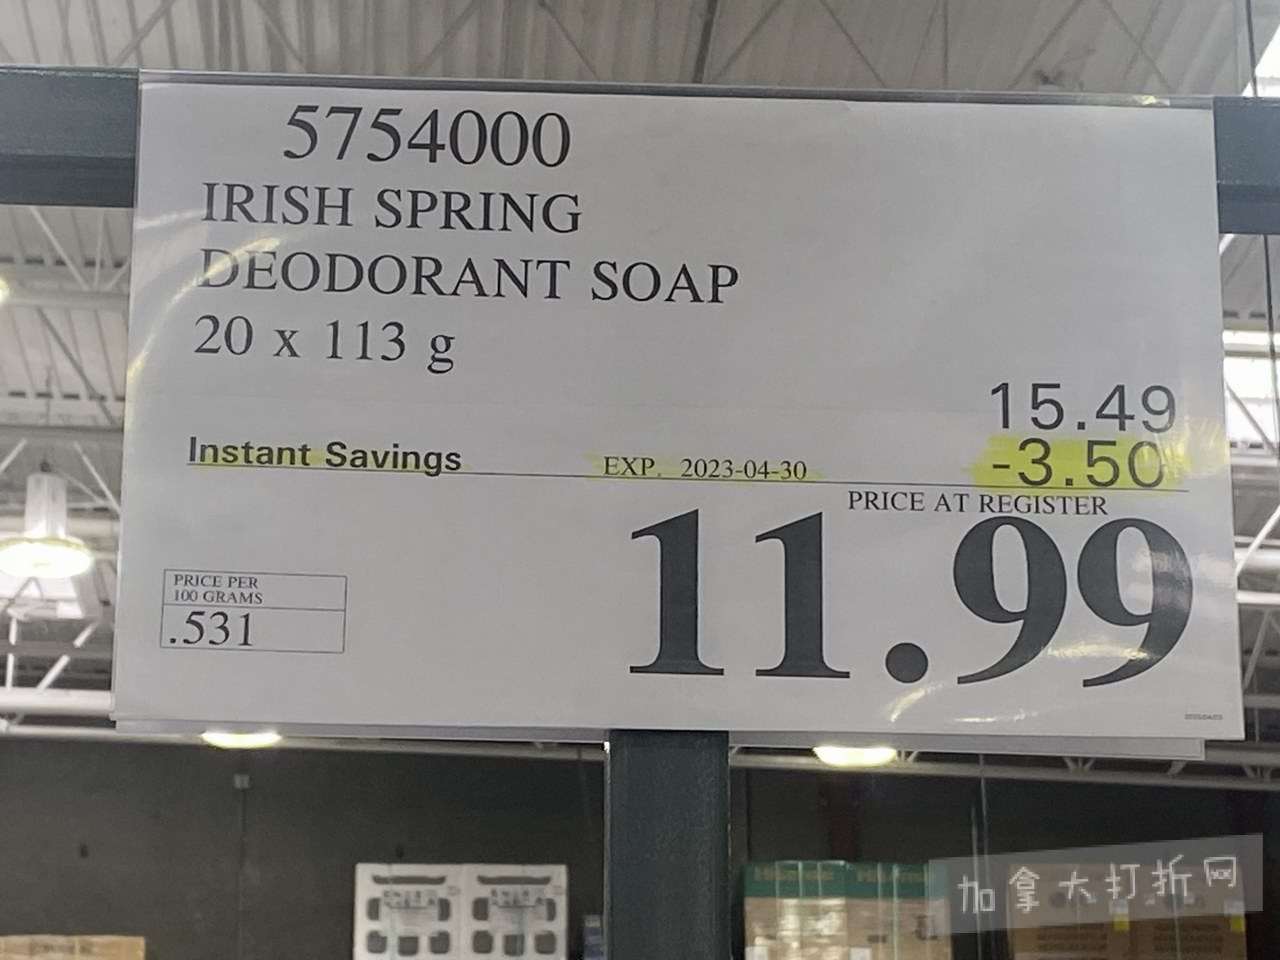 5754000
IRISH SPRING
DEODORANT SOAP
20 x 113 g
15.49
Instant Savings EXP. 2023-04-30 -3.50
PRICE AT REGISTER
11.99
PRICE PER
100 GRAMS
.531
加拿大打折网